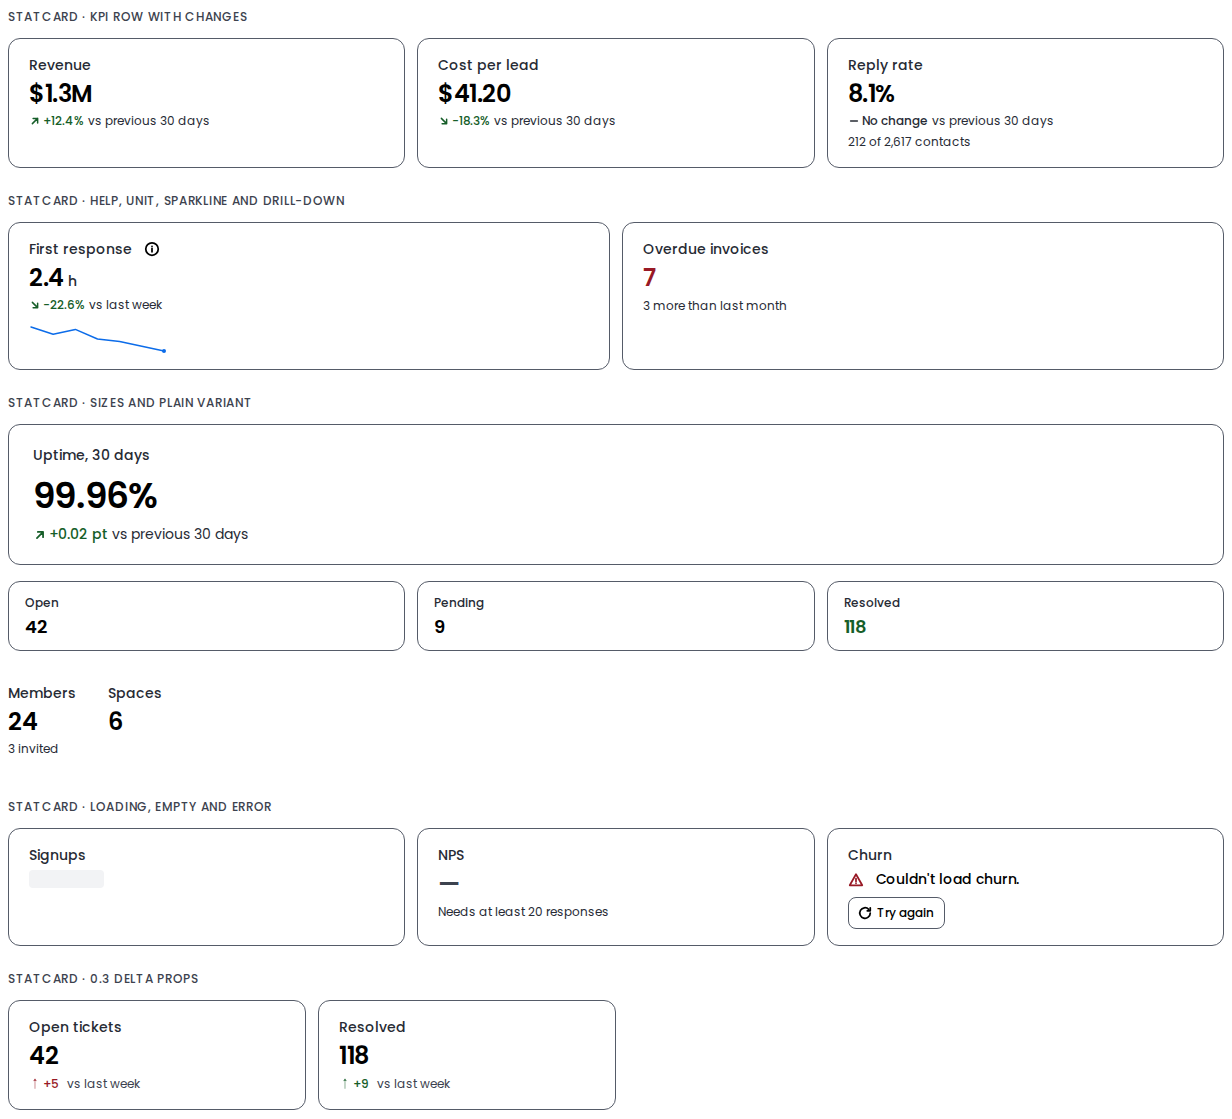 STATCARD · KPI ROW WITH CHANGES
Revenue
$1.3M
+12.4% vs previous 30 days
Cost per lead
$41.20
-18.3% vs previous 30 days
Reply rate
8.1%
– No change vs previous 30 days
212 of 2,617 contacts
STATCARD · HELP, UNIT, SPARKLINE AND DRILL-DOWN
First response
2.4 h
-22.6% vs last week
Overdue invoices
7
3 more than last month
STATCARD · SIZES AND PLAIN VARIANT
Uptime, 30 days
99.96%
+0.02 pt vs previous 30 days
Open
42
Pending
9
Resolved
118
Members
24
3 invited
Spaces
6
STATCARD · LOADING, EMPTY AND ERROR
Signups
NPS
—
Needs at least 20 responses
Churn
Couldn't load churn.
Try again
STATCARD · 0.3 DELTA PROPS
Open tickets
42
↑ +5 vs last week
Resolved
118
↑ +9 vs last week